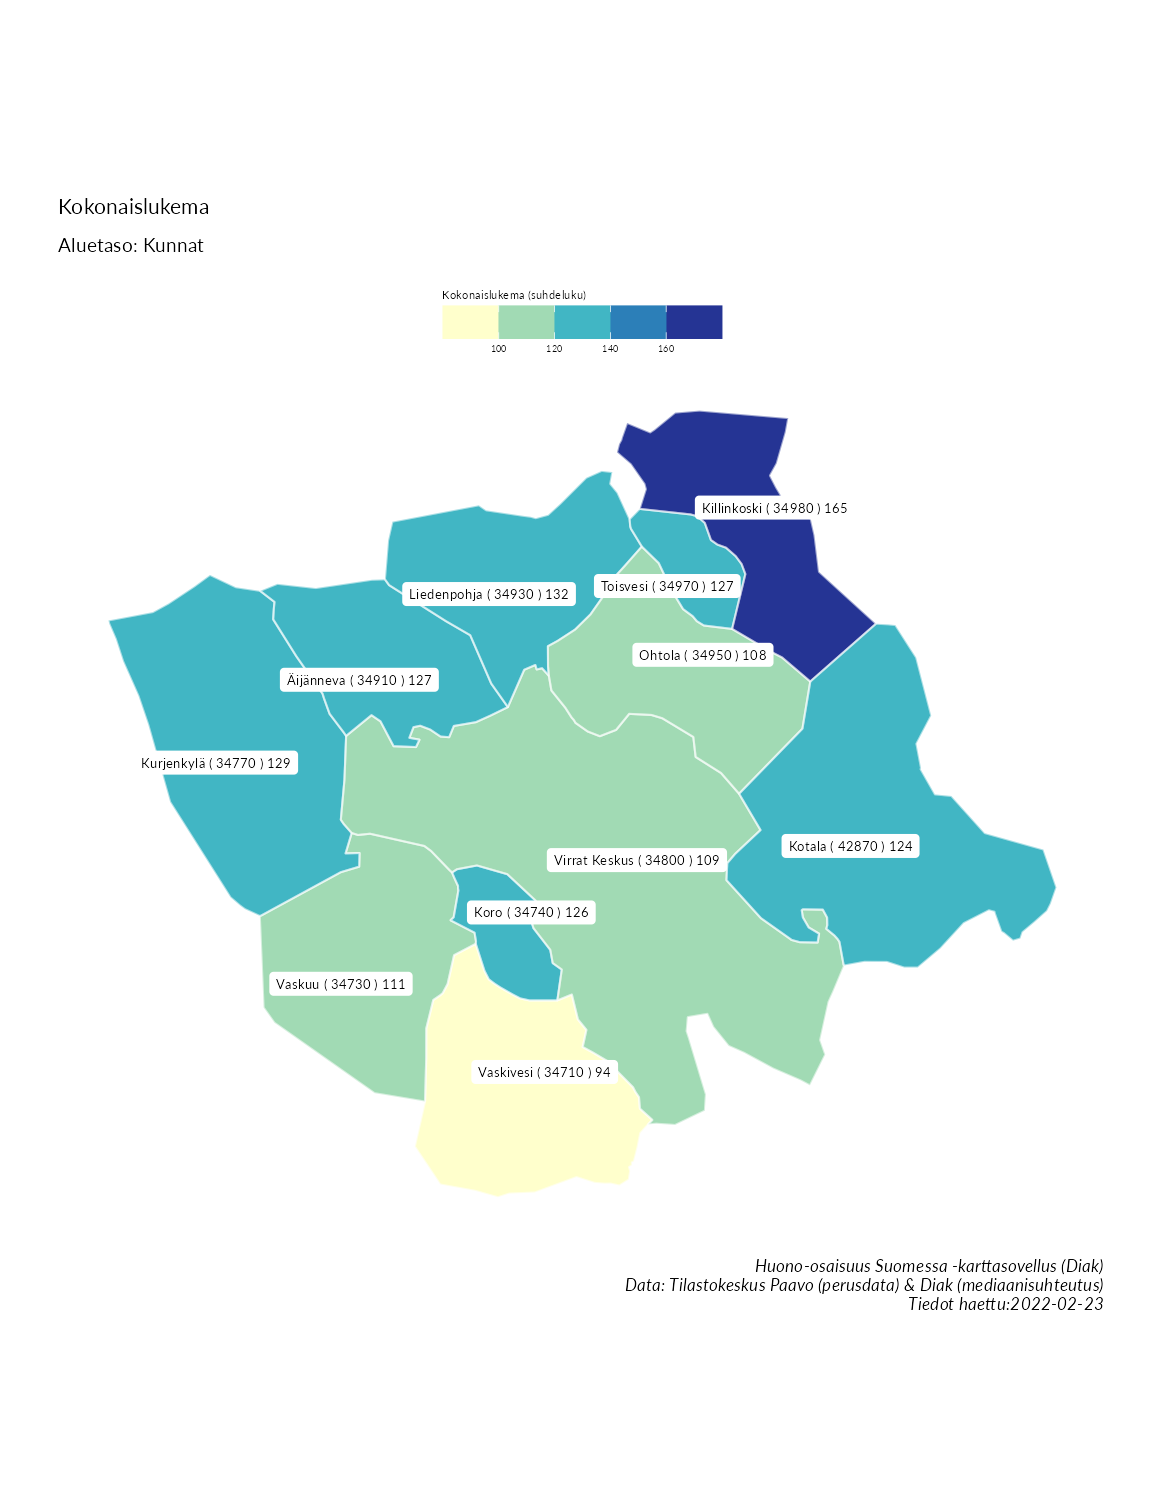 Kokonaislukema
Aluetaso: Kunnat
Kokonaislukema (suhdeluku)
100 120 140 160
Killinkoski ( 34980 ) 165
Toisvesi ( 34970 ) 127
Liedenpohja ( 34930 ) 132
Ohtola ( 34950 ) 108
Äijänneva ( 34910 ) 127
Kurjenkylä ( 34770 ) 129
Kotala ( 42870 ) 124
Virrat Keskus ( 34800 ) 109
Koro ( 34740 ) 126
Vaskuu ( 34730 ) 111
Vaskivesi ( 34710 ) 94
Huono-osaisuus Suomessa -karttasovellus (Diak)
Data: Tilastokeskus Paavo (perusdata) & Diak (mediaanisuhteutus)
Tiedot haettu:2022-02-23